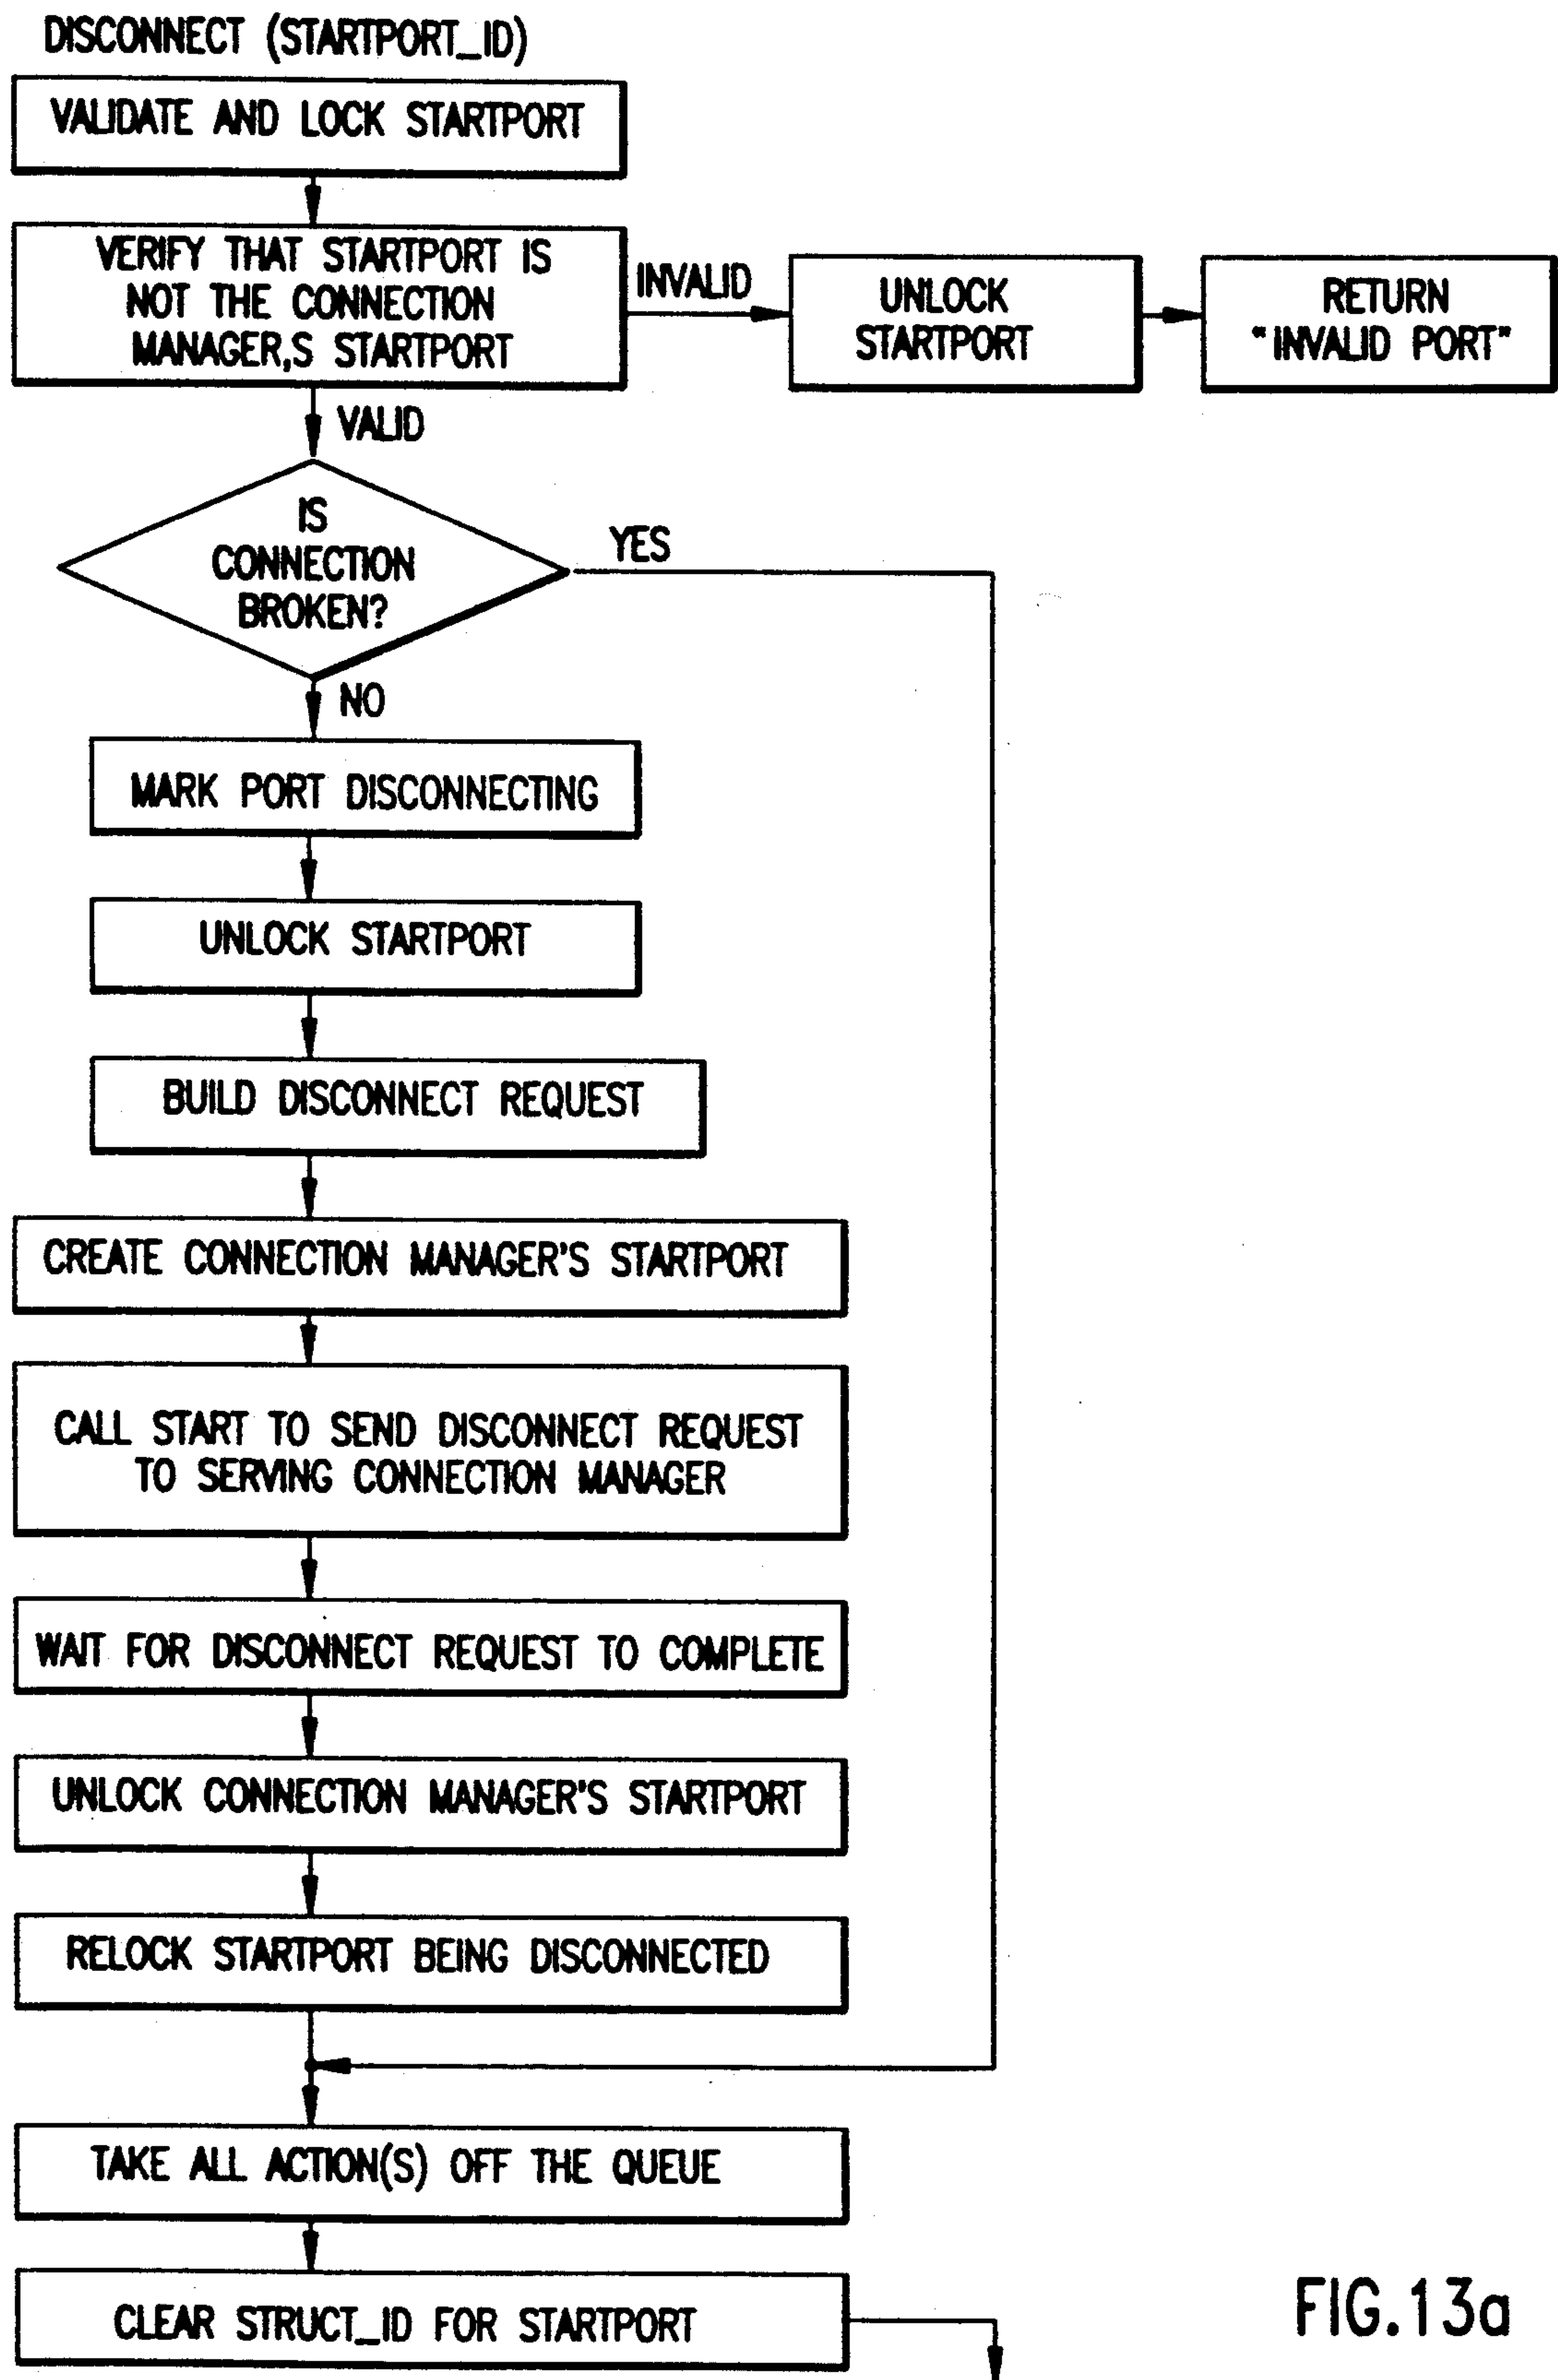 DISCONNECT (STARTPORT_ID)
VALIDATE AND LOCK STARTPORT
VERIFY THAT STARTPORT IS
NOT THE CONNECTION
MANAGER,S STARTPORT
INVALID
UNLOCK
STARTPORT
RETURN
"INVALID PORT"
VALID
IS
CONNECTION
BROKEN?
YES
NO
MARK PORT DISCONNECTING
UNLOCK STARTPORT
BUILD DISCONNECT REQUEST
CREATE CONNECTION MANAGER'S STARTPORT
CALL START TO SEND DISCONNECT REQUEST
TO SERVING CONNECTION MANAGER
WAIT FOR DISCONNECT REQUEST TO COMPLETE
UNLOCK CONNECTION MANAGER'S STARTPORT
RELOCK STARTPORT BEING DISCONNECTED
TAKE ALL ACTION(S) OFF THE QUEUE
CLEAR STRUCT_ID FOR STARTPORT
FIG.13a